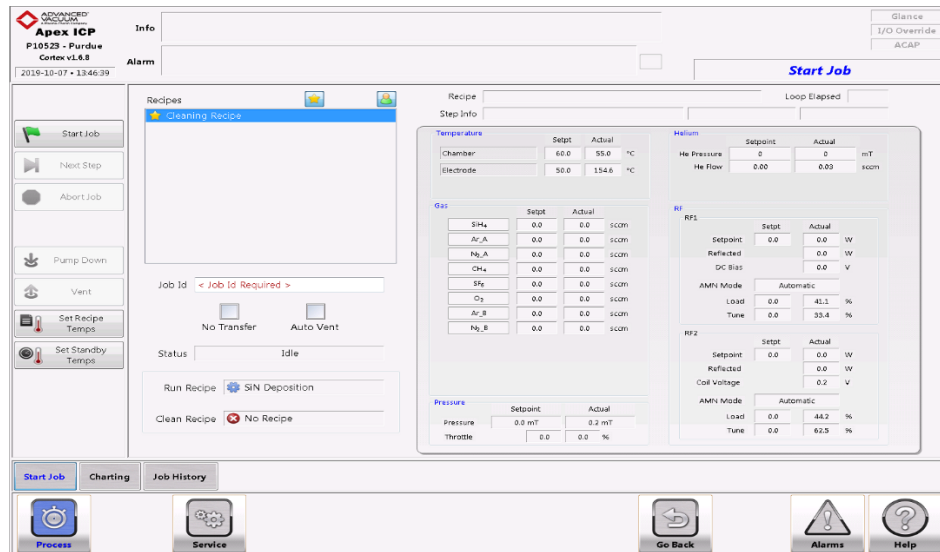 ADVANCED
VACUUM
Apex ICP
P10523 - Purdue
Cortex v1.6.8
2019-10-07 • 13:46:39
Info
Alarm
Glance
I/O Override
ACAP
Start Job
Start Job
Next Step
Abort Job
Pump Down
Vent
Set Recipe
Temps
Set Standby
Temps
Recipes
Cleaning Recipe
Job Id < Job Id Required >
No Transfer Auto Vent
Status Idle
Run Recipe SiN Deposition
Clean Recipe No Recipe
Recipe Loop Elapsed
Step Info
Temperature
Setpt Actual
Chamber 60.0 55.0 °C
Electrode 50.0 154.6 °C
Gas
Setpt Actual
SiH₄ 0.0 0.0 sccm
Ar_A 0.0 0.0 sccm
N₂_A 0.0 0.0 sccm
CH₄ 0.0 0.0 sccm
SF₆ 0.0 0.0 sccm
O₂ 0.0 0.0 sccm
Ar_B 0.0 0.0 sccm
N₂_B 0.0 0.0 sccm
Pressure
Setpoint Actual
Pressure 0.0 mT 0.2 mT
Throttle 0.0 0.0 %
Helium
Setpoint Actual
He Pressure 0 0 mT
He Flow 0.00 0.03 sccm
RF
RF1
Setpt Actual
Setpoint 0.0 0.0 W
Reflected 0.0 W
DC Bias 0.0 V
AMN Mode Automatic
Load 0.0 41.1 %
Tune 0.0 33.4 %
RF2
Setpt Actual
Setpoint 0.0 0.0 W
Reflected 0.0 W
Coil Voltage 0.2 V
AMN Mode Automatic
Load 0.0 44.2 %
Tune 0.0 62.5 %
Start Job Charting Job History
Process Service Go Back Alarms Help